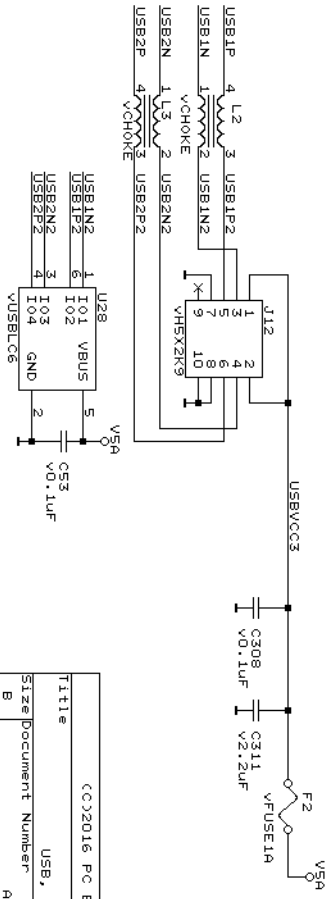 USB1P
USB1N
USB2N
USB2P
4 L2 3
1 2
vCHOKE
1 L3 2
4 3
vCHOKE
USB1P2
USB1N2
USB2N2
USB2P2
J12
1 2
3 4
5 6
7 8
9 10
vH5X2K9
USBVCC3
C308
v0.1uF
C311
v2.2uF
F2
vFUSE1A
V5A
U28
USB1N2 1 IO1 VBUS 5
USB1P2 6 IO2
USB2N2 3 IO3
USB2P2 4 IO4 GND 2
vUSBLC6
V5A
C53
v0.1uF
(C)2016 PC E
Title
USB,
Size Document Number
B A